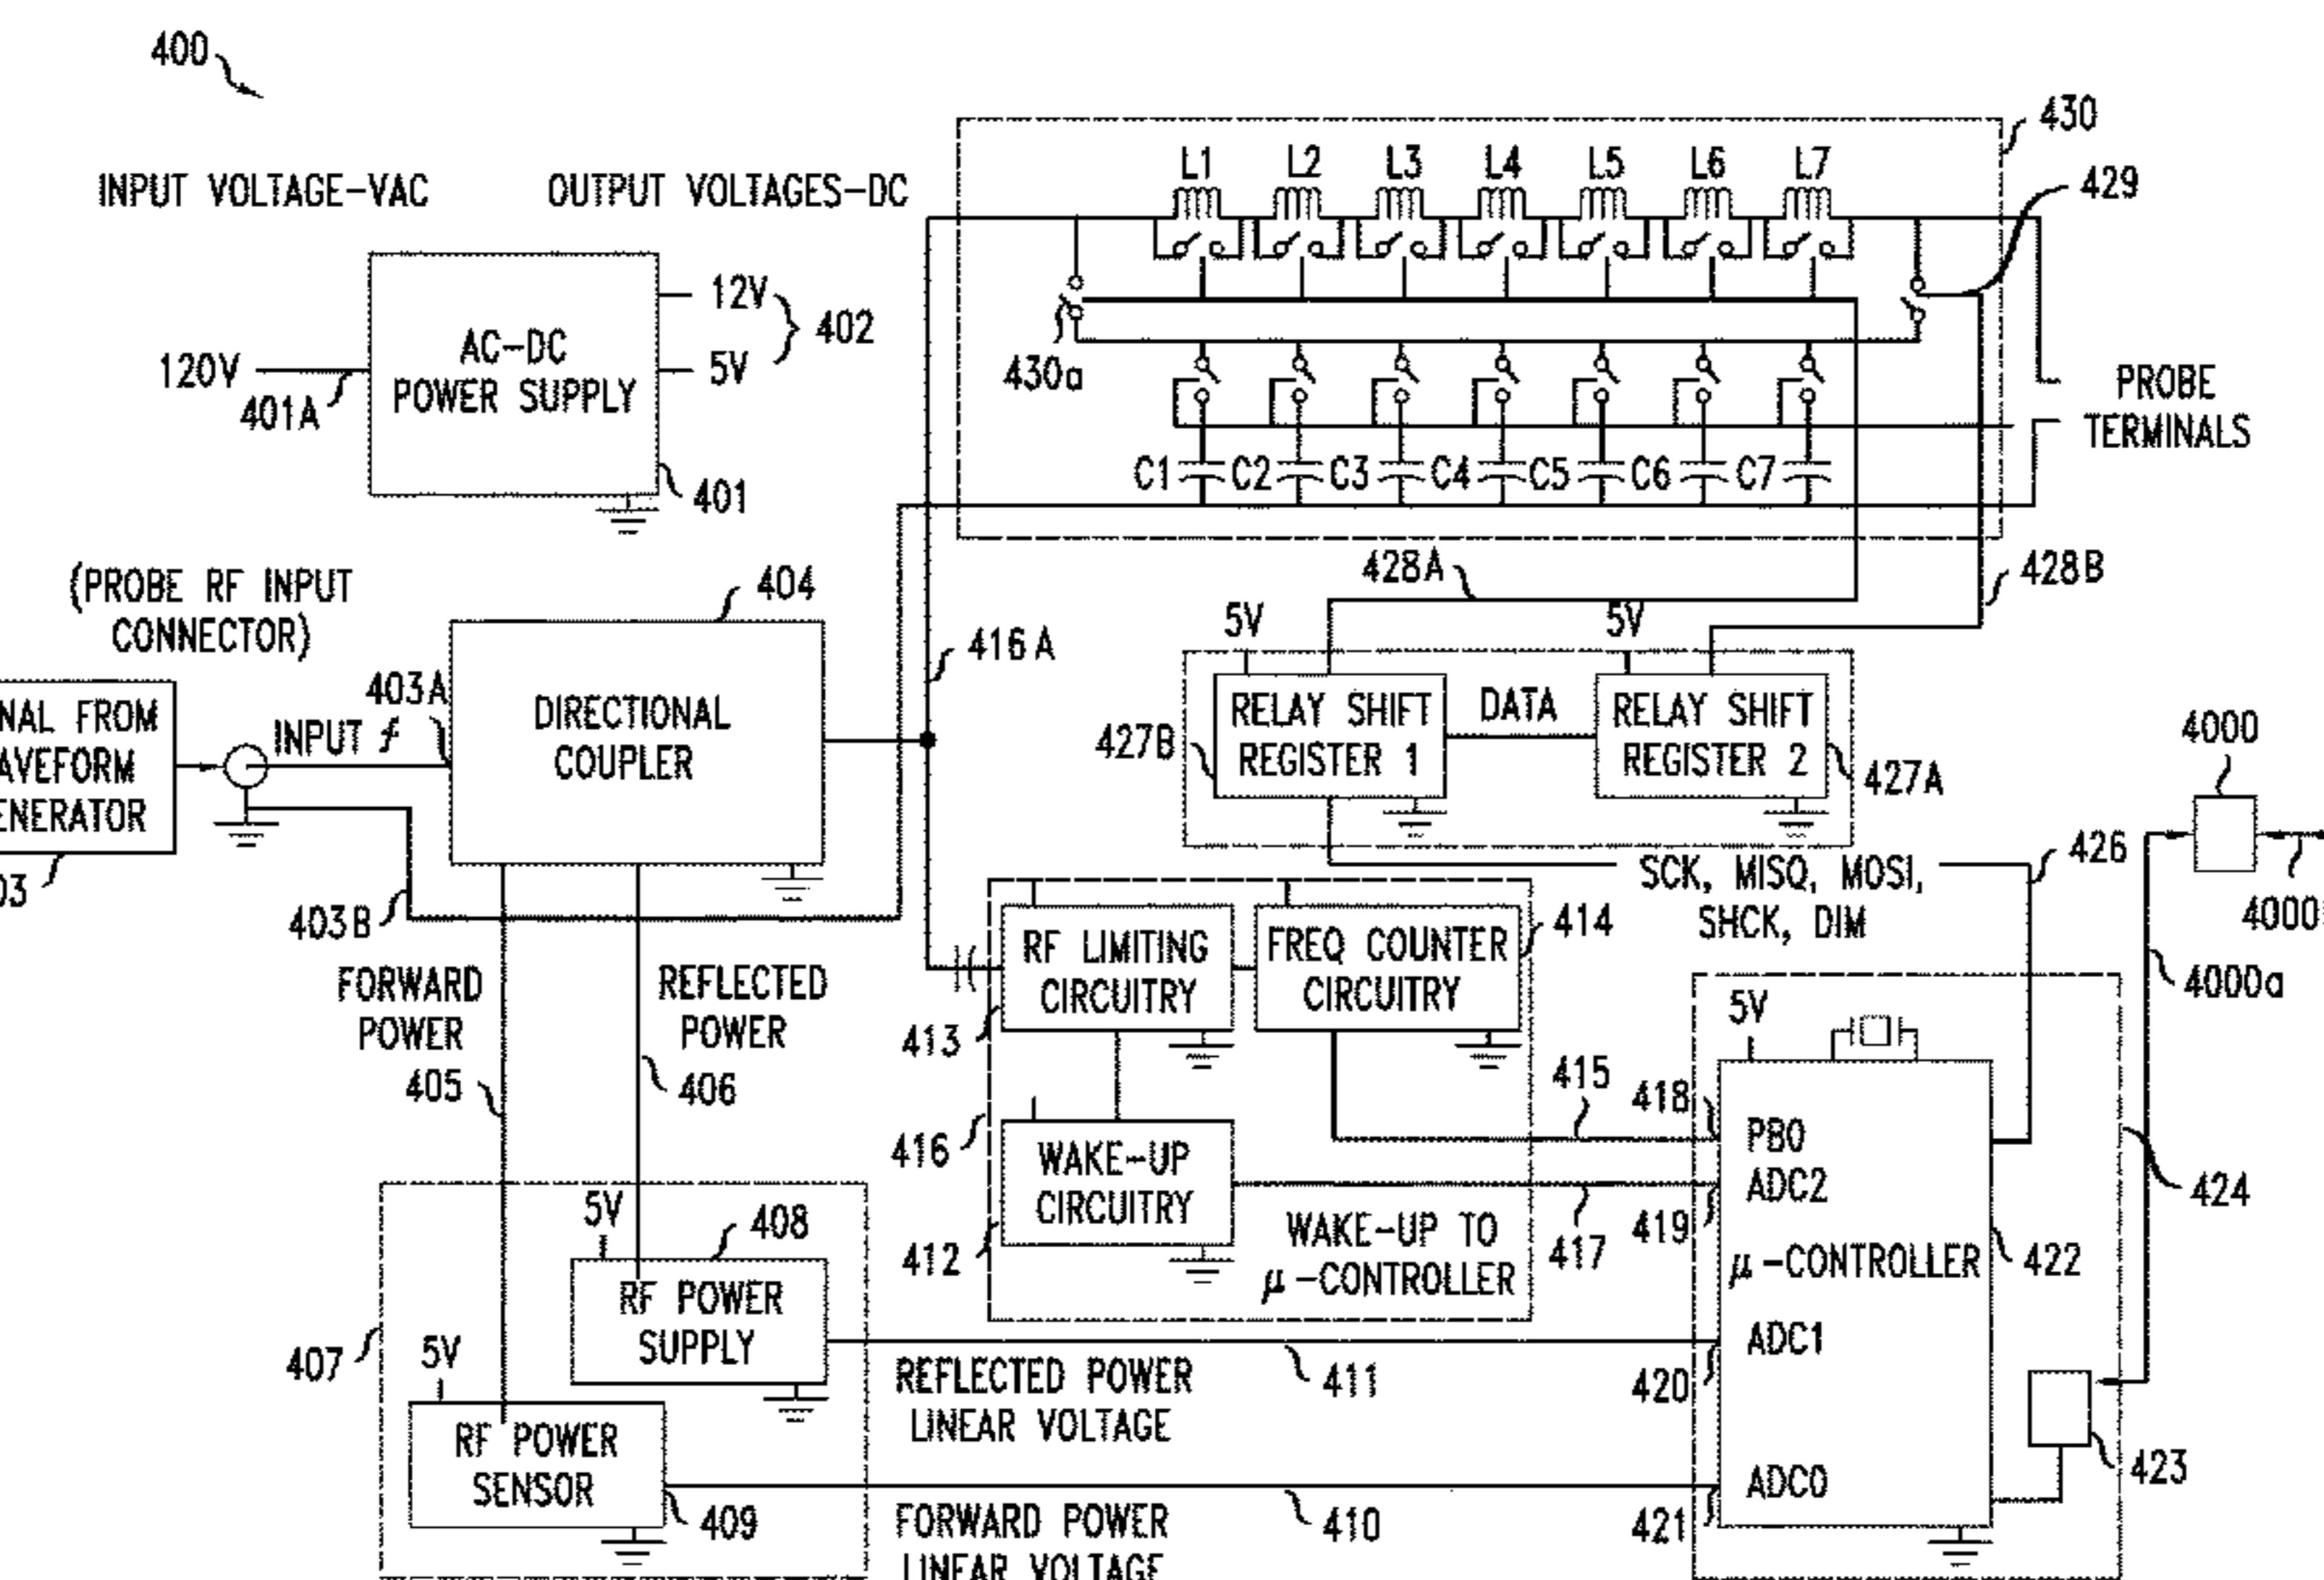 400
INPUT VOLTAGE-VAC
OUTPUT VOLTAGES-DC
120V
401A
AC-DC
POWER SUPPLY
12V
5V
402
401
430
429
L1 L2 L3 L4 L5 L6 L7
430a
C1 C2 C3 C4 C5 C6 C7
PROBE
TERMINALS
428A
428B
(PROBE RF INPUT
CONNECTOR)
404
403A
INPUT f
NAL FROM
AVEFORM
ENERATOR
03
403B
DIRECTIONAL
COUPLER
416A
5V
5V
427B
RELAY SHIFT
REGISTER 1
DATA
RELAY SHIFT
REGISTER 2
427A
SCK, MISQ, MOSI,
SHCK, DIM
426
4000
4000
4000a
FORWARD
POWER
405
REFLECTED
POWER
406
RF LIMITING
CIRCUITRY
413
FREQ COUNTER
CIRCUITRY
414
415
416
WAKE-UP
CIRCUITRY
412
WAKE-UP TO
μ-CONTROLLER
417
418
419
5V
PB0
ADC2
μ-CONTROLLER
ADC1
ADC0
422
424
420
421
423
407
5V
408
RF POWER
SUPPLY
5V
RF POWER
SENSOR
409
REFLECTED POWER
LINEAR VOLTAGE
411
FORWARD POWER
LINEAR VOLTAGE
410